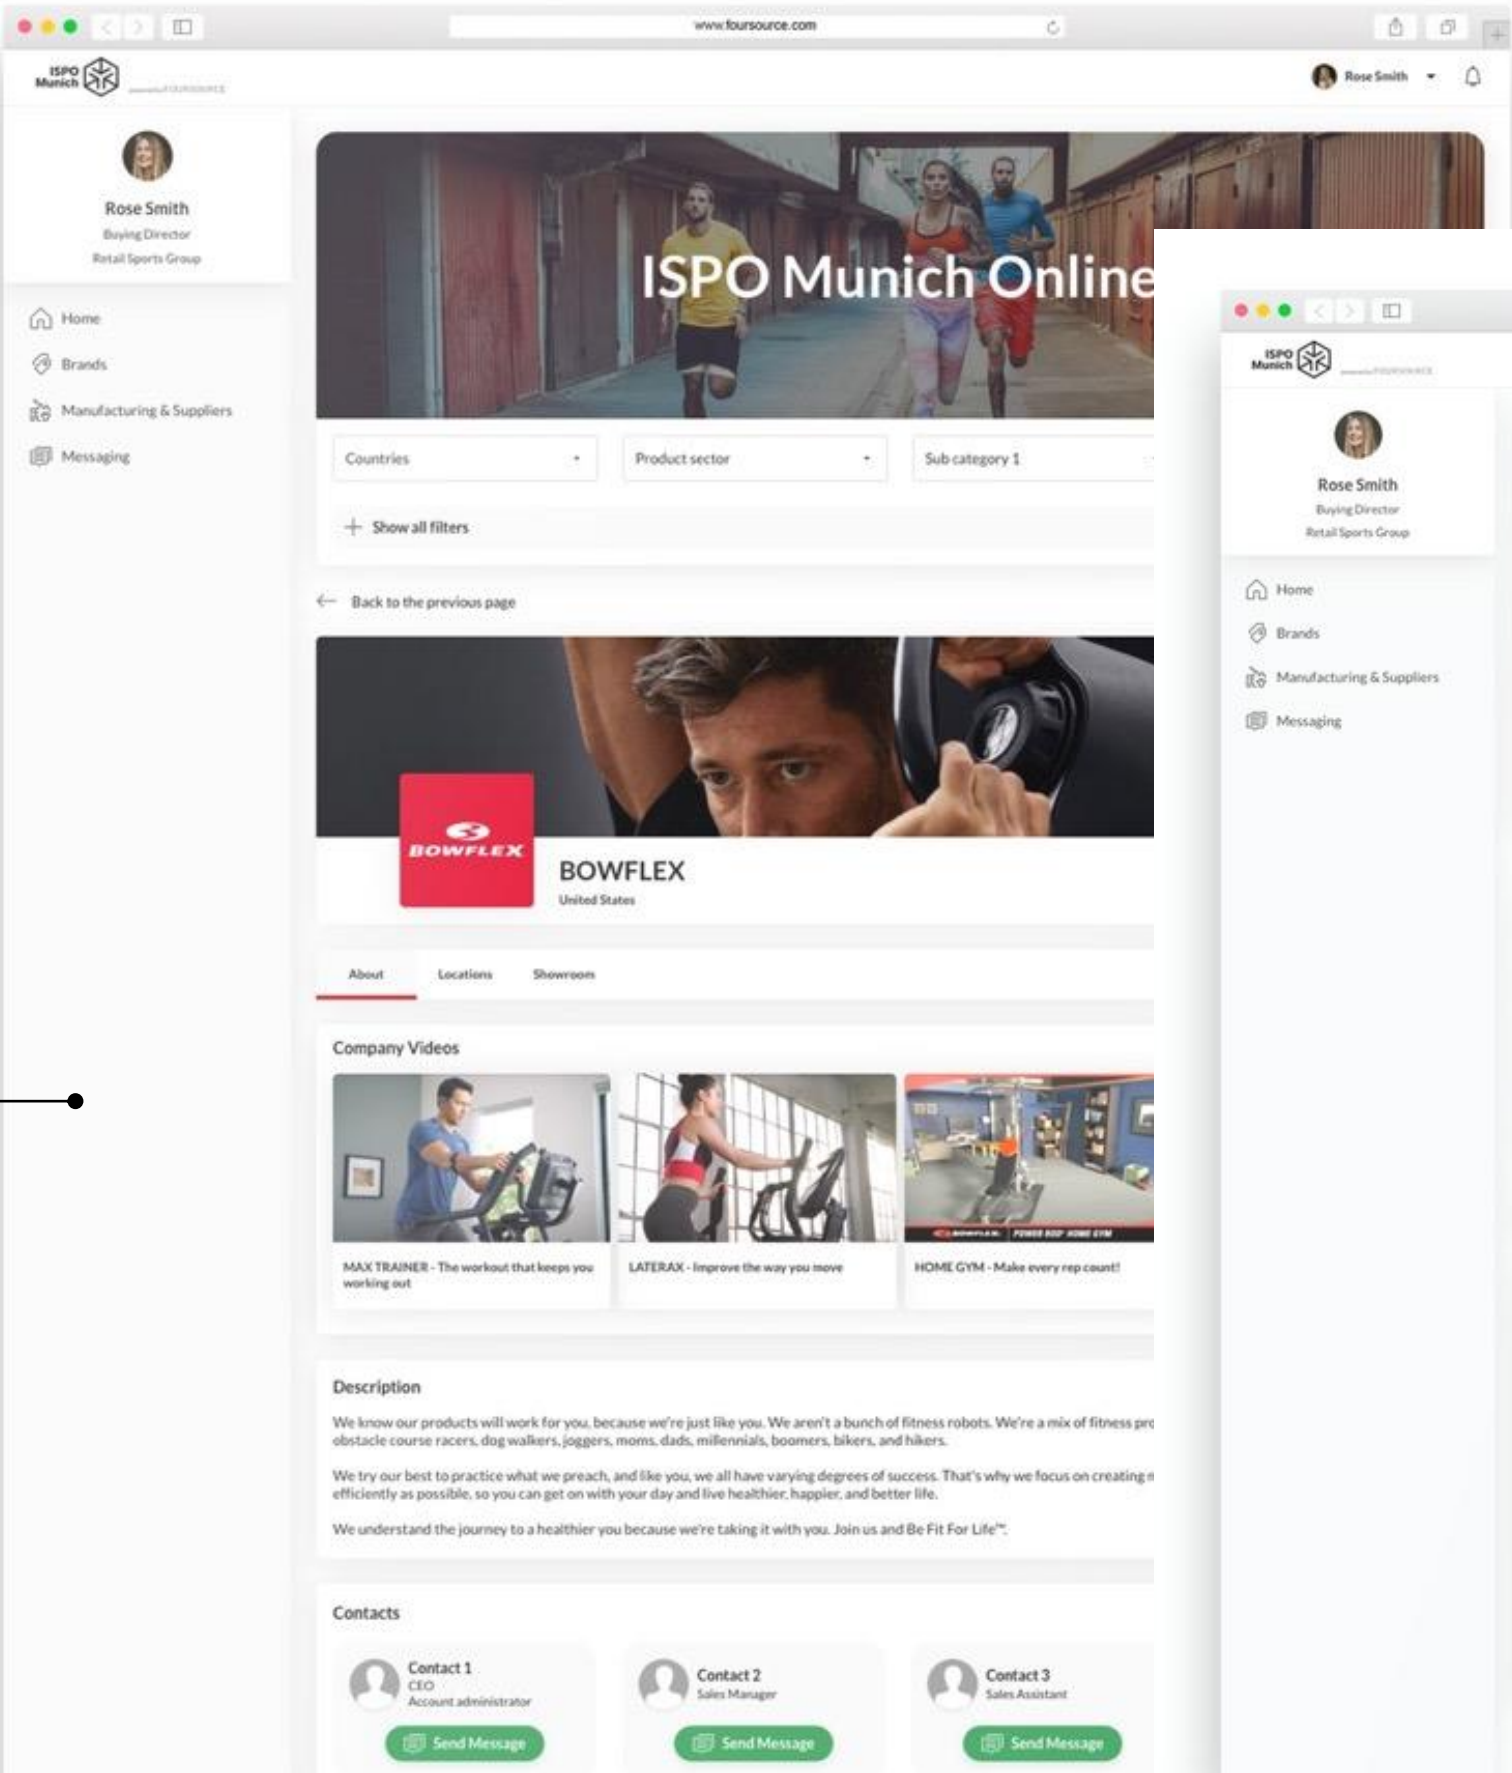 www.foursource.com
ISPO
Munich
Rose Smith
Rose Smith
Buying Director
Retail Sports Group
Home
Brands
Manufacturing & Suppliers
Messaging
ISPO Munich Online
Countries
Product sector
Sub category 1
Show all filters
Back to the previous page
BOWFLEX
BOWFLEX
United States
About
Locations
Showroom
Company Videos
BOWFLEX
HOME GYM
MAX TRAINER - The workout that keeps you
working out
LATERAX - Improve the way you move
HOME GYM - Make every rep count!
Description
We know our products will work for you, because we're just like you. We aren't a bunch of fitness robots. We're a mix of fitness pro
obstacle course racers, dog walkers, joggers, moms, dads, millennials, boomers, bikers, and hikers.
We try our best to practice what we preach, and like you, we all have varying degrees of success. That's why we focus on creating
efficiently as possible, so you can get on with your day and live healthier, happier, and better life.
We understand the journey to a healthier you because we're taking it with you. Join us and Be Fit For Life™.
Contacts
Contact 1
CEO
Account administrator
Send Message
Contact 2
Sales Manager
Send Message
Contact 3
Sales Assistant
Send Message
ISPO
Munich
Rose Smith
Buying Director
Retail Sports Group
Home
Brands
Manufacturing & Suppliers
Messaging